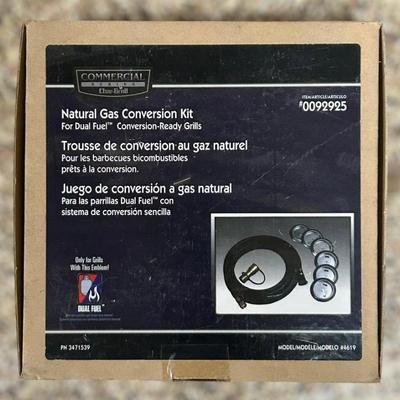 COMMERCIAL
SERIES
Char-Broil
ITEM/ARTICLE/ARTICULO
#0092925
Natural Gas Conversion Kit
For Dual Fuel™ Conversion-Ready Grills
Trousse de conversion au gaz naturel
Pour les barbecues bicombustibles
prêts à la conversion.
Juego de conversión a gas natural
Para las parrillas Dual Fuel™ con
sistema de conversión sencilla
Only for Grills
With This Emblem!
DUAL FUEL™
PN 3471539
MODEL/MODÈLE/MODELO #4619